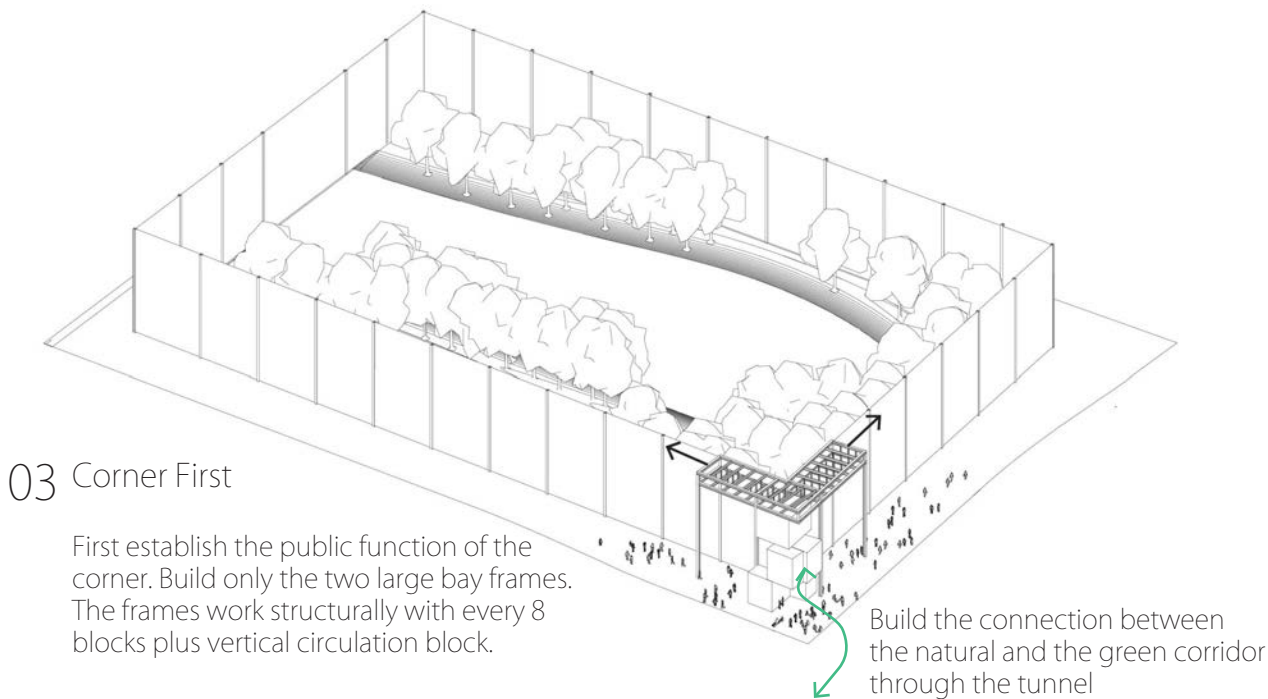 03 Corner First
First establish the public function of the
corner. Build only the two large bay frames.
The frames work structurally with every 8
blocks plus vertical circulation block.
Build the connection between
the natural and the green corridor
through the tunnel